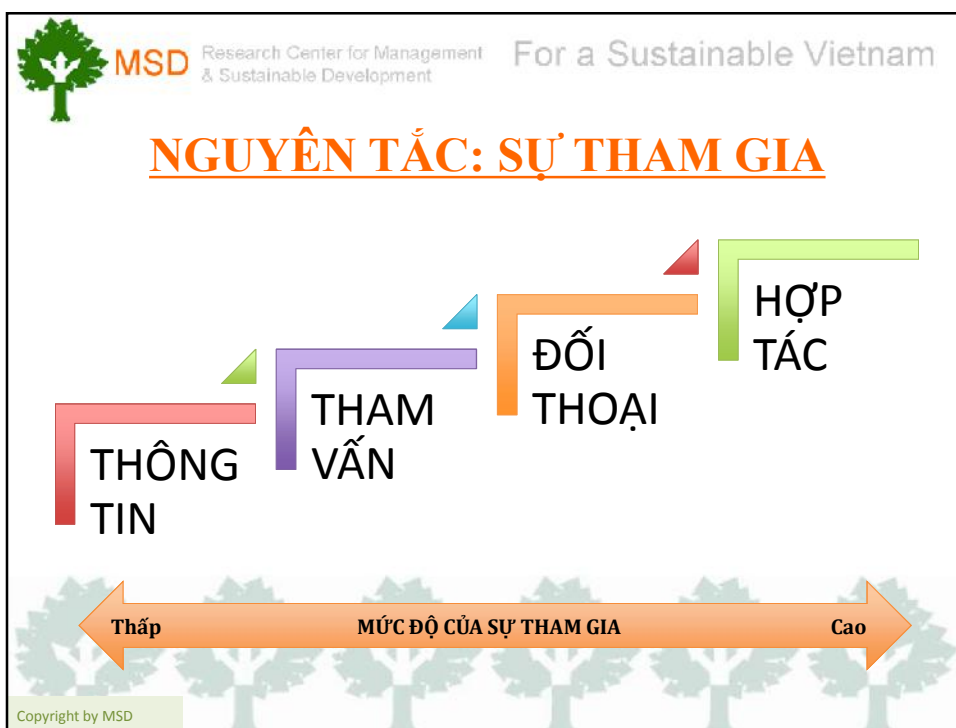 MSD
Research Center for Management
& Sustainable Development
For a Sustainable Vietnam
NGUYÊN TẮC: SỰ THAM GIA
THÔNG
TIN
THAM
VẤN
ĐỐI
THOẠI
HỢP
TÁC
Thấp MỨC ĐỘ CỦA SỰ THAM GIA Cao
Copyright by MSD